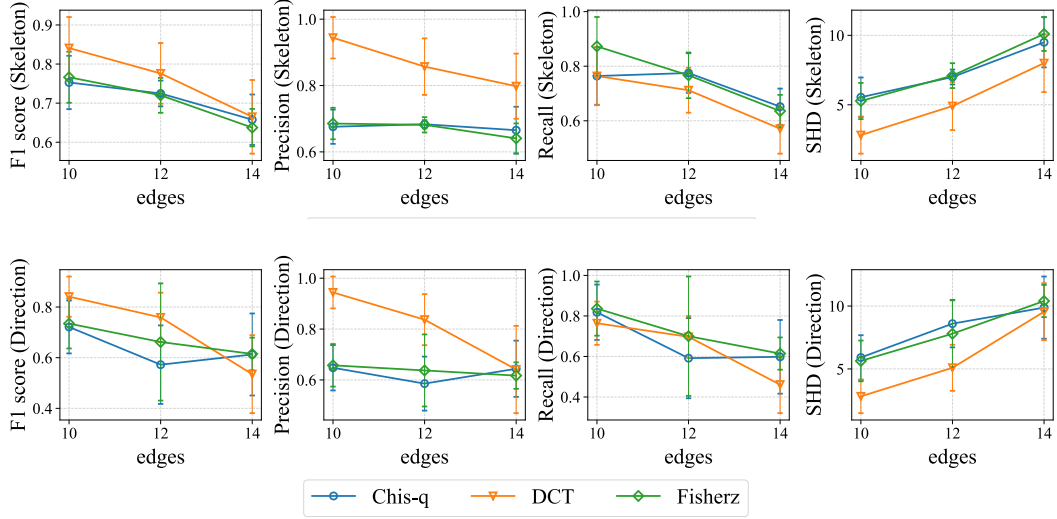 F1 score (Skeleton)
0.9
0.8
0.7
0.6
10 12 14
edges
Precision (Skeleton)
1.0
0.8
0.6
10 12 14
edges
Recall (Skeleton)
1.0
0.8
0.6
10 12 14
edges
SHD (Skeleton)
10
5
10 12 14
edges
F1 score (Direction)
0.8
0.6
0.4
10 12 14
edges
Precision (Direction)
1.0
0.8
0.6
10 12 14
edges
Recall (Direction)
1.0
0.8
0.6
0.4
10 12 14
edges
SHD (Direction)
10
5
10 12 14
edges
Chis-q DCT Fisherz